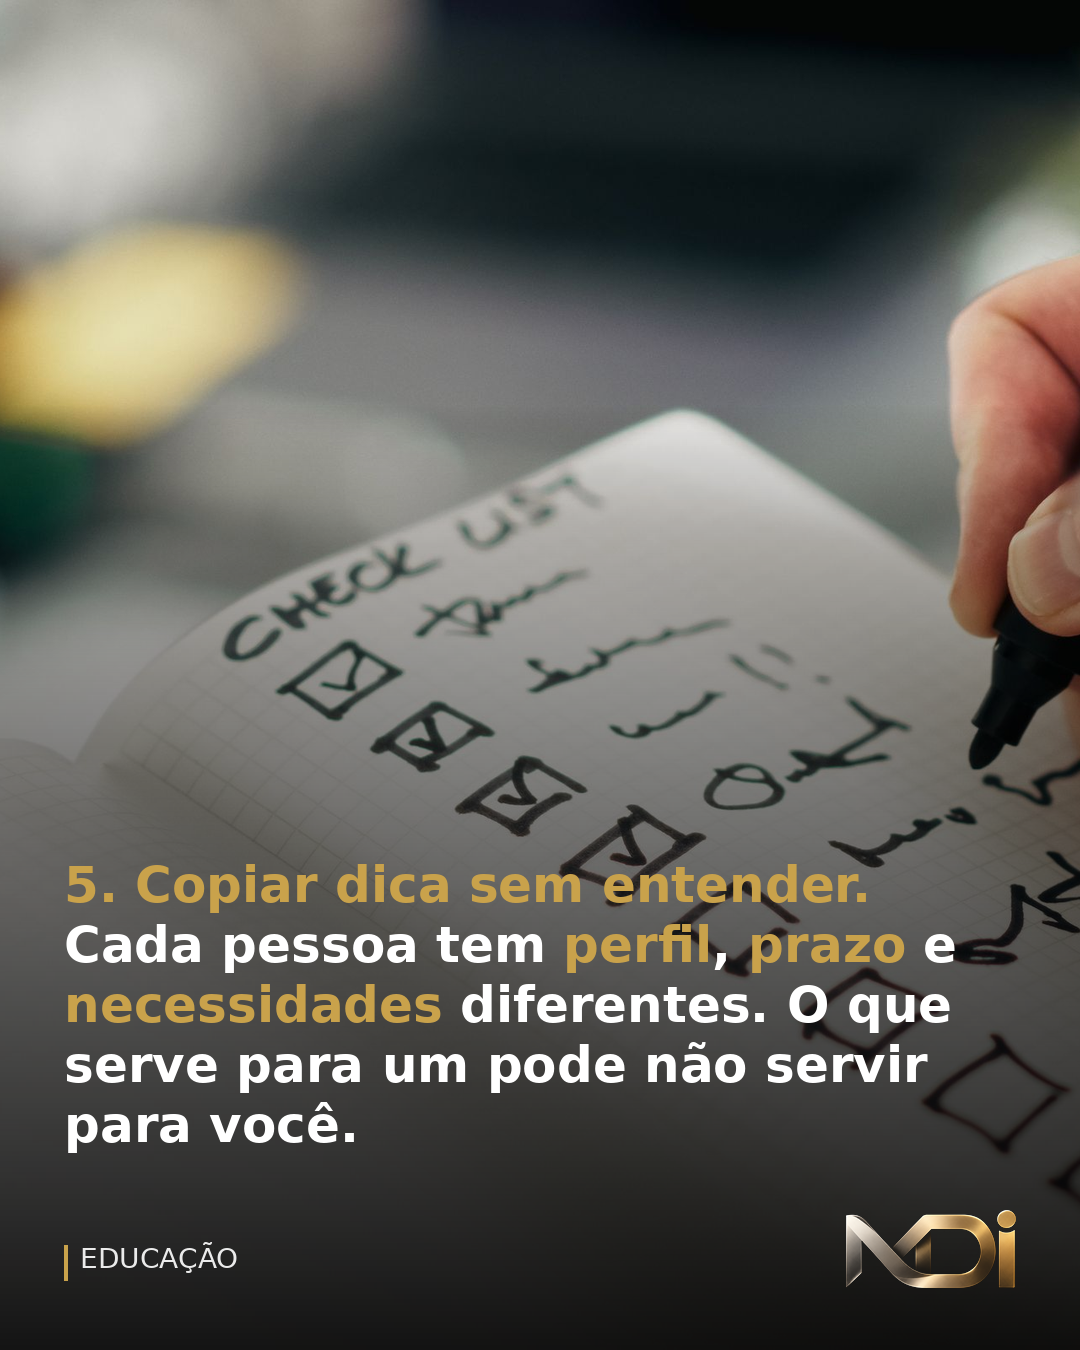 CHECK LIST
5. Copiar dica sem entender.
Cada pessoa tem perfil, prazo e
necessidades diferentes. O que
serve para um pode não servir
para você.
EDUCAÇÃO
NDi